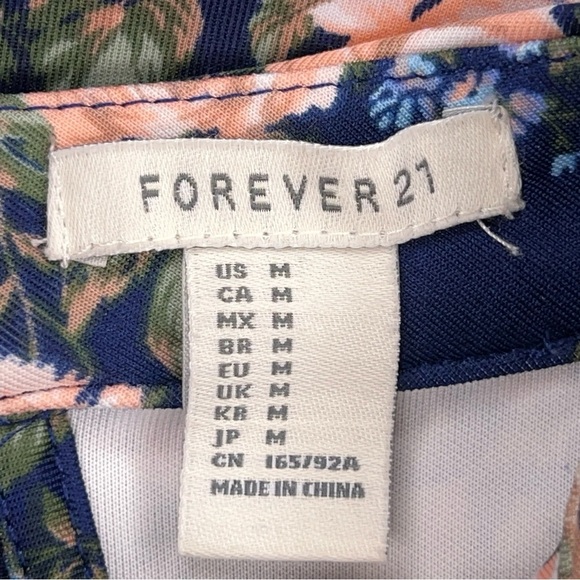 FOREVER 21
US M
CA M
MX M
BR M
EU M
UK M
KR M
JP M
CN 165/92A
MADE IN CHINA